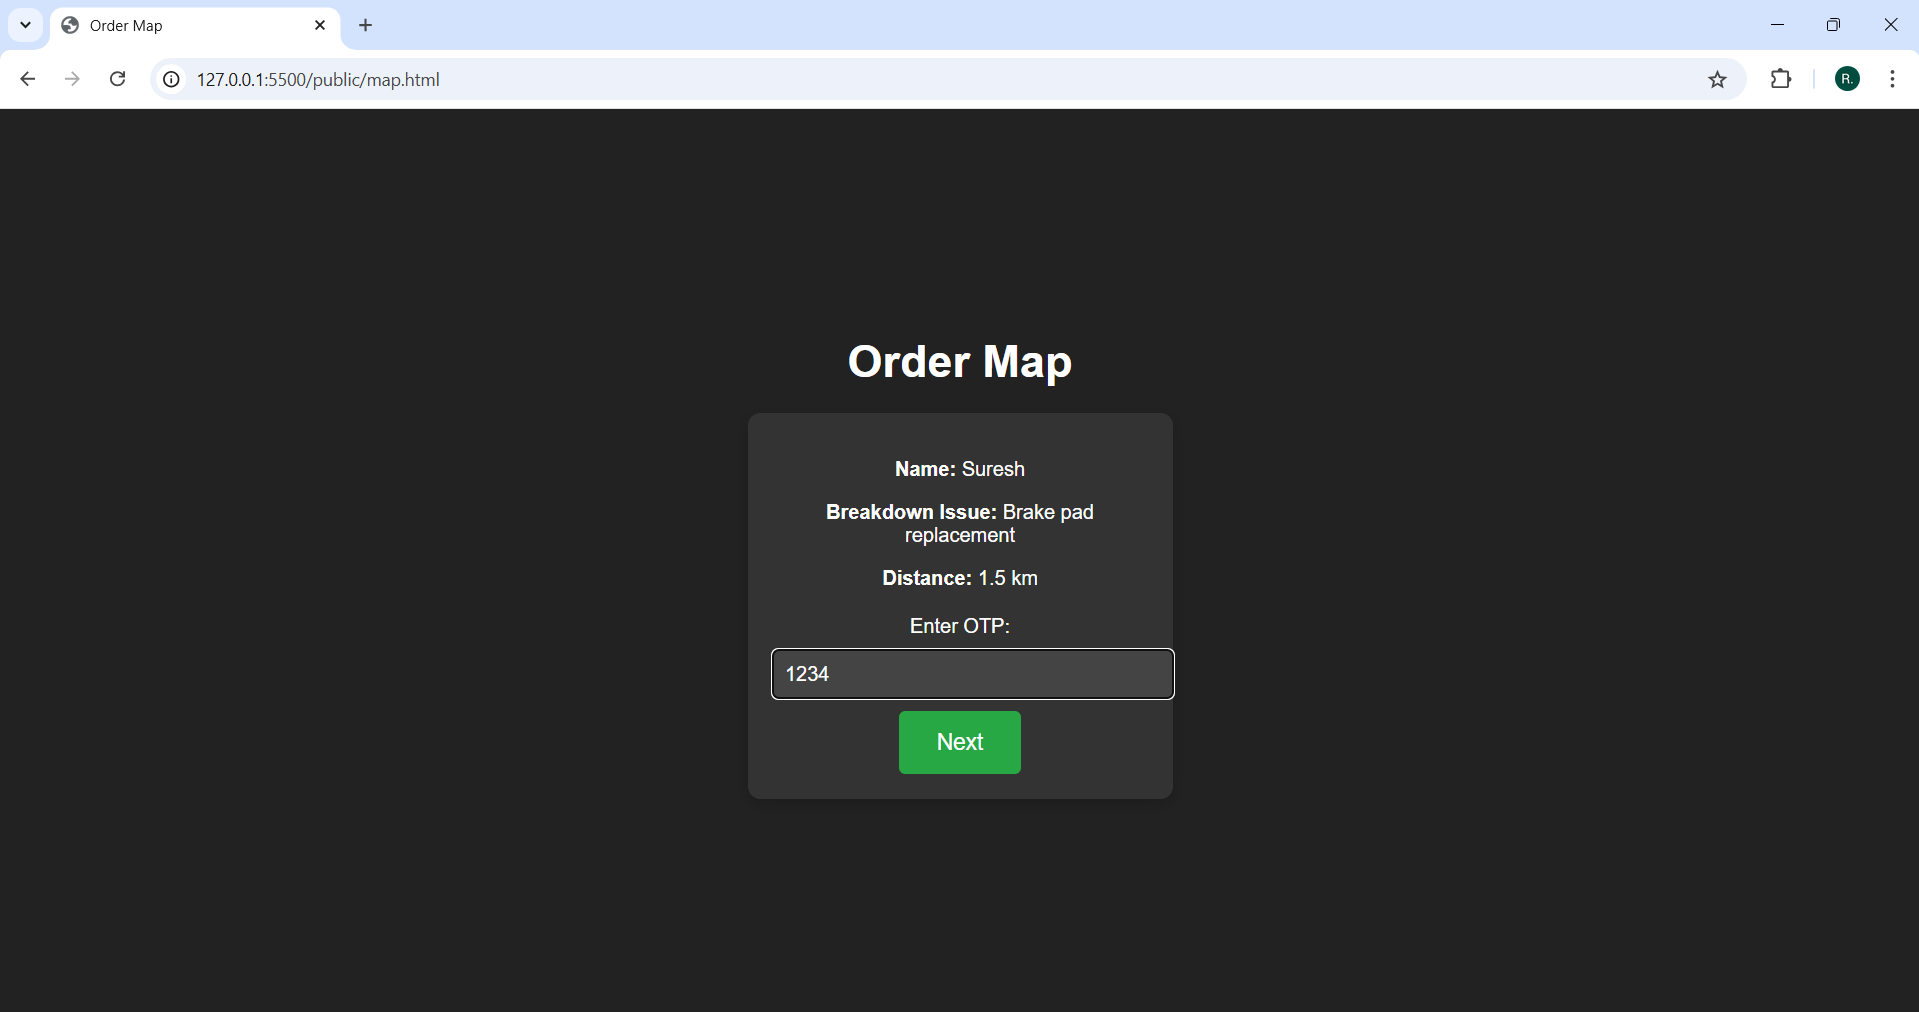 Order Map
127.0.0.1:5500/public/map.html
R.
Order Map
Name: Suresh
Breakdown Issue: Brake pad
replacement
Distance: 1.5 km
Enter OTP:
1234
Next